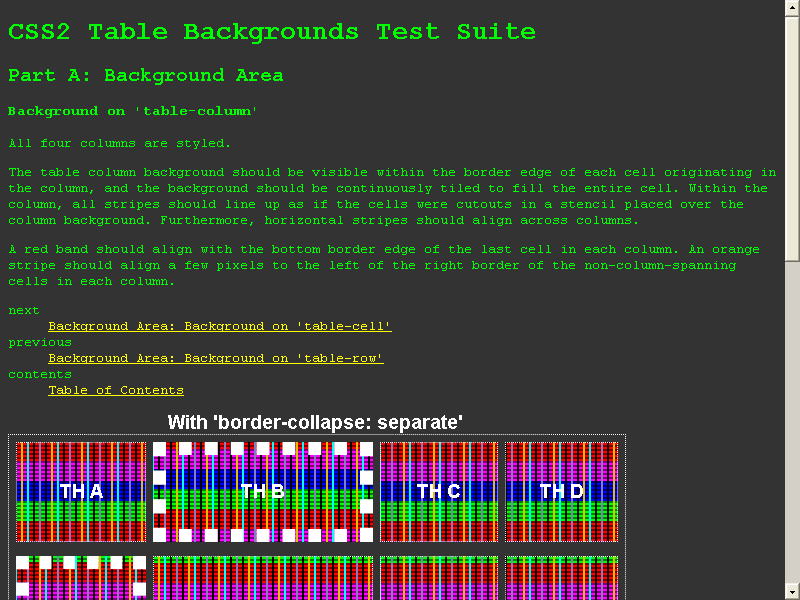 CSS2 Table Backgrounds Test Suite
Part A: Background Area
Background on 'table-column'
All four columns are styled.
The table column background should be visible within the border edge of each cell originating in
the column, and the background should be continuously tiled to fill the entire cell. Within the
column, all stripes should line up as if the cells were cutouts in a stencil placed over the
column background. Furthermore, horizontal stripes should align across columns.
A red band should align with the bottom border edge of the last cell in each column. An orange
stripe should align a few pixels to the left of the right border of the non-column-spanning
cells in each column.
next
Background Area: Background on 'table-cell'
previous
Background Area: Background on 'table-row'
contents
Table of Contents
With 'border-collapse: separate'
TH A TH B TH C TH D